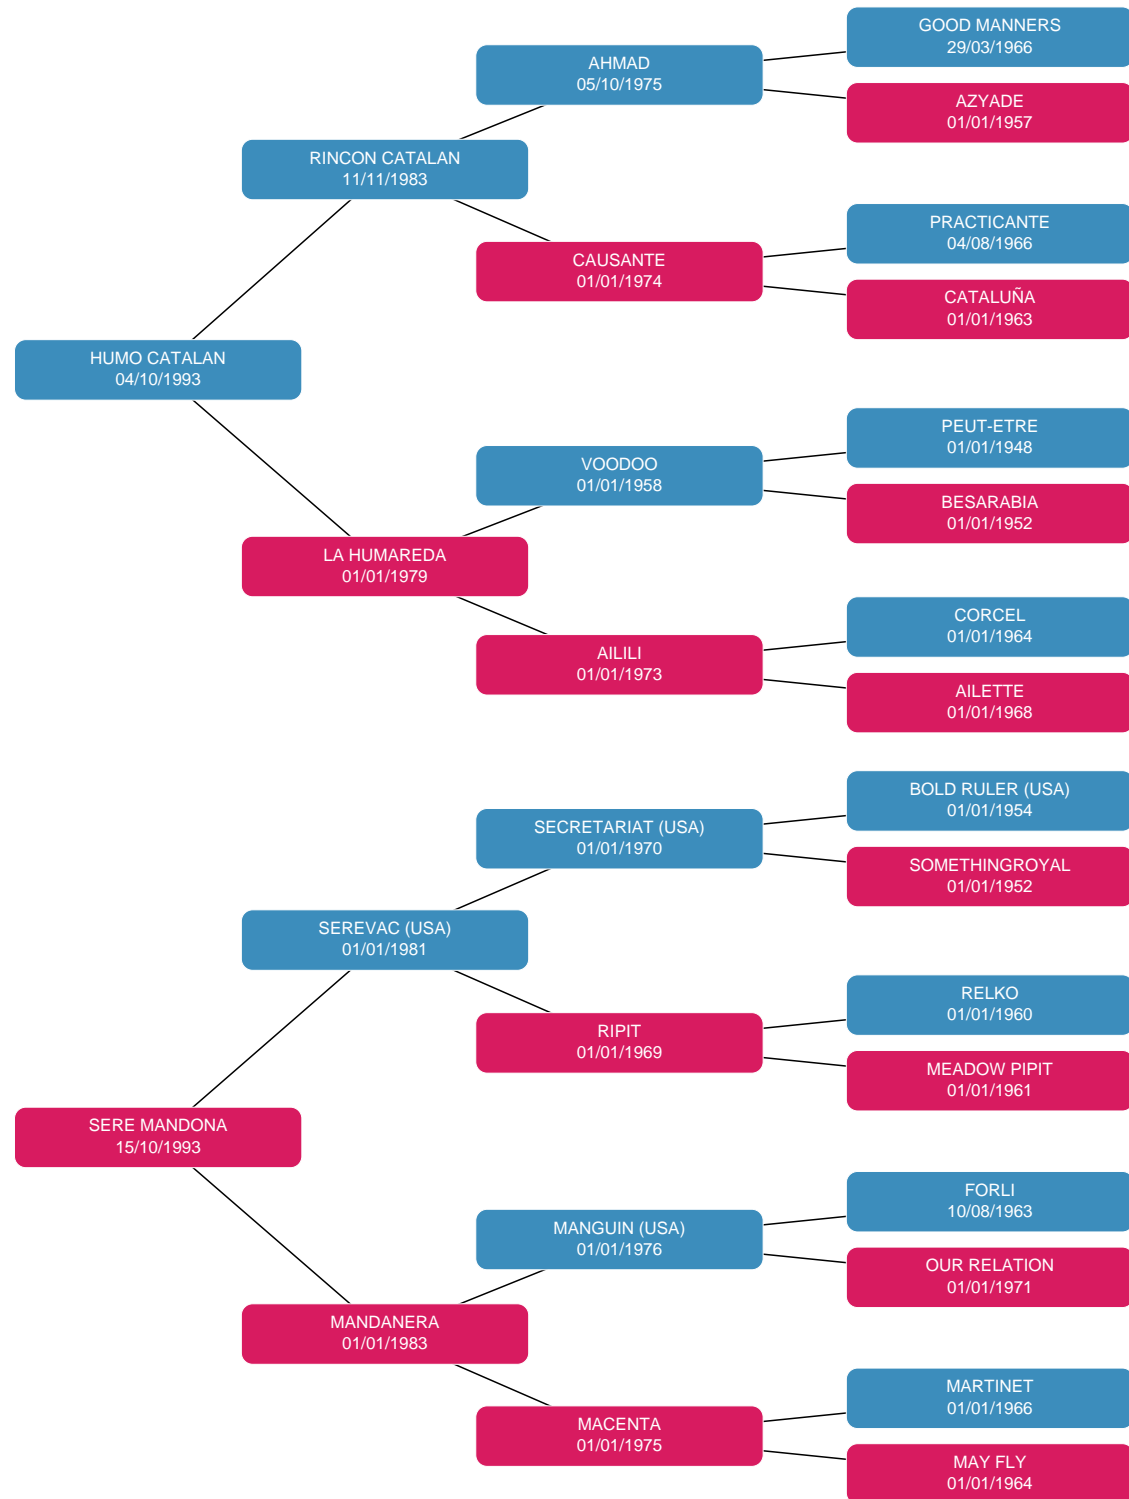 GOOD MANNERS
29/03/1966
AHMAD
05/10/1975
AZYADE
01/01/1957
RINCON CATALAN
11/11/1983
PRACTICANTE
04/08/1966
CAUSANTE
01/01/1974
CATALUÑA
01/01/1963
HUMO CATALAN
04/10/1993
PEUT-ETRE
01/01/1948
VOODOO
01/01/1958
BESARABIA
01/01/1952
LA HUMAREDA
01/01/1979
CORCEL
01/01/1964
AILILI
01/01/1973
AILETTE
01/01/1968
BOLD RULER (USA)
01/01/1954
SECRETARIAT (USA)
01/01/1970
SOMETHINGROYAL
01/01/1952
SEREVAC (USA)
01/01/1981
RELKO
01/01/1960
RIPIT
01/01/1969
MEADOW PIPIT
01/01/1961
SERE MANDONA
15/10/1993
FORLI
10/08/1963
MANGUIN (USA)
01/01/1976
OUR RELATION
01/01/1971
MANDANERA
01/01/1983
MARTINET
01/01/1966
MACENTA
01/01/1975
MAY FLY
01/01/1964